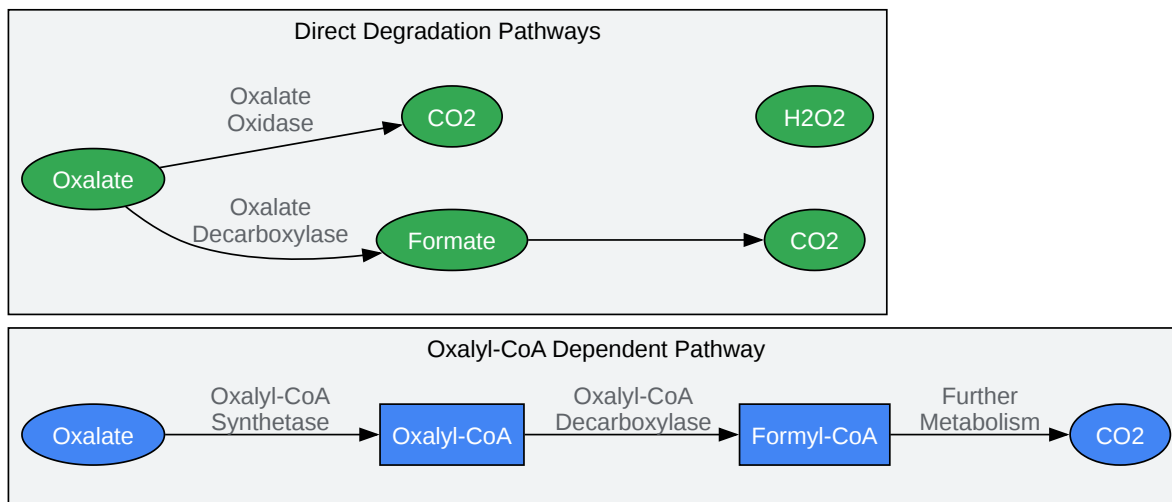 Direct Degradation Pathways
Oxalate
Oxidase
CO2
H2O2
Oxalate
Oxalate
Decarboxylase
Formate
CO2
Oxalyl-CoA Dependent Pathway
Oxalate
Oxalyl-CoA
Synthetase
Oxalyl-CoA
Oxalyl-CoA
Decarboxylase
Formyl-CoA
Further
Metabolism
CO2